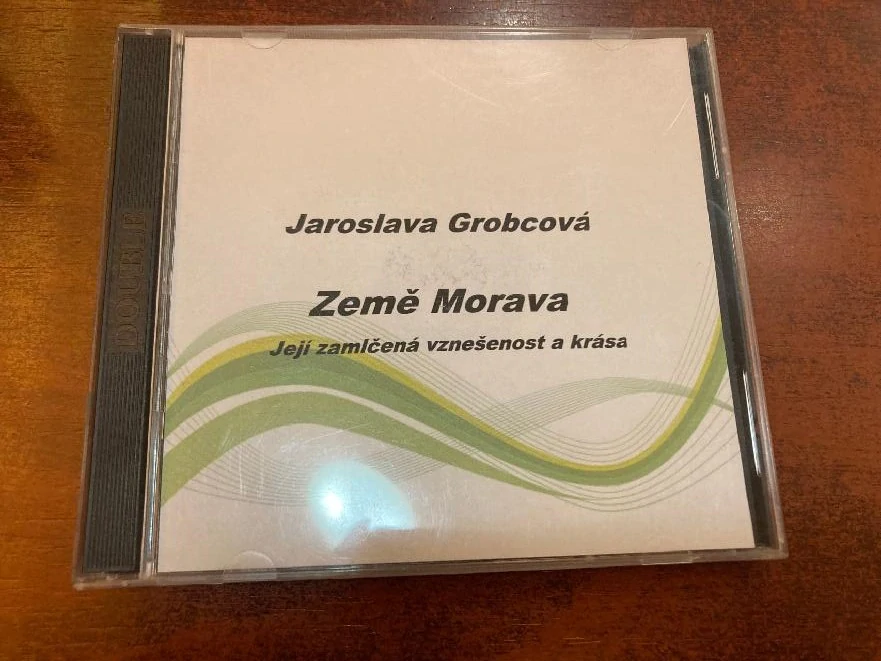 Jaroslava Grobcová
Země Morava
Její zamlčená vznešenost a krása
DOUBLE